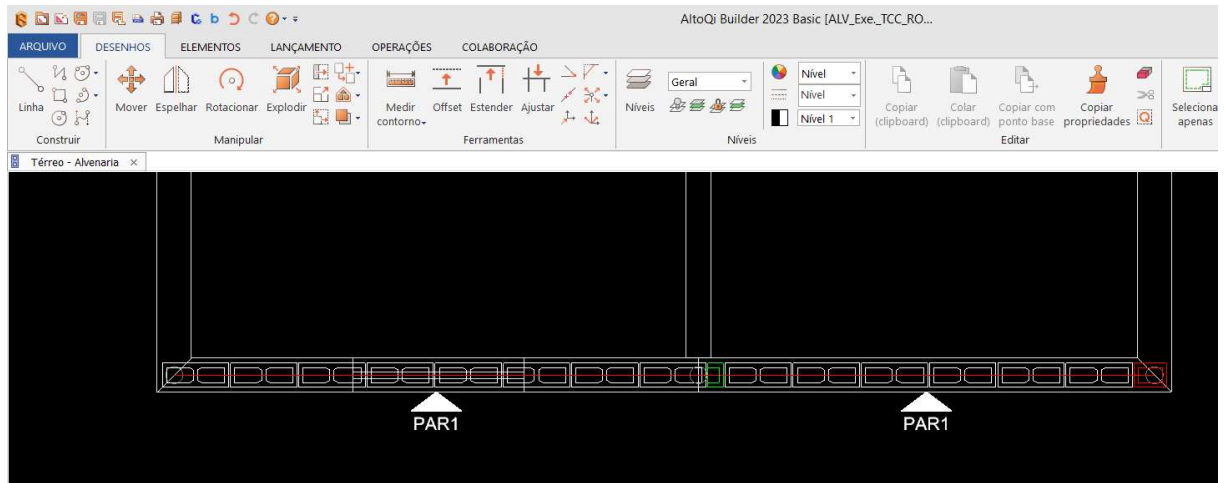 AltoQi Builder 2023 Basic [ALV_Exe._TCC_RO...
ARQUIVO DESENHOS ELEMENTOS LANÇAMENTO OPERAÇÕES COLABORAÇÃO
Linha
Construir
Mover Espelhar Rotacionar Explodir
Manipular
Medir contorno
Offset Estender Ajustar
Ferramentas
Níveis
Geral
Nível
Nível
Nível 1
Níveis
Copiar (clipboard)
Colar (clipboard)
Copiar com ponto base
Copiar propriedades
Editar
Seleciona apenas
Térreo - Alvenaria ×
PAR1 PAR1